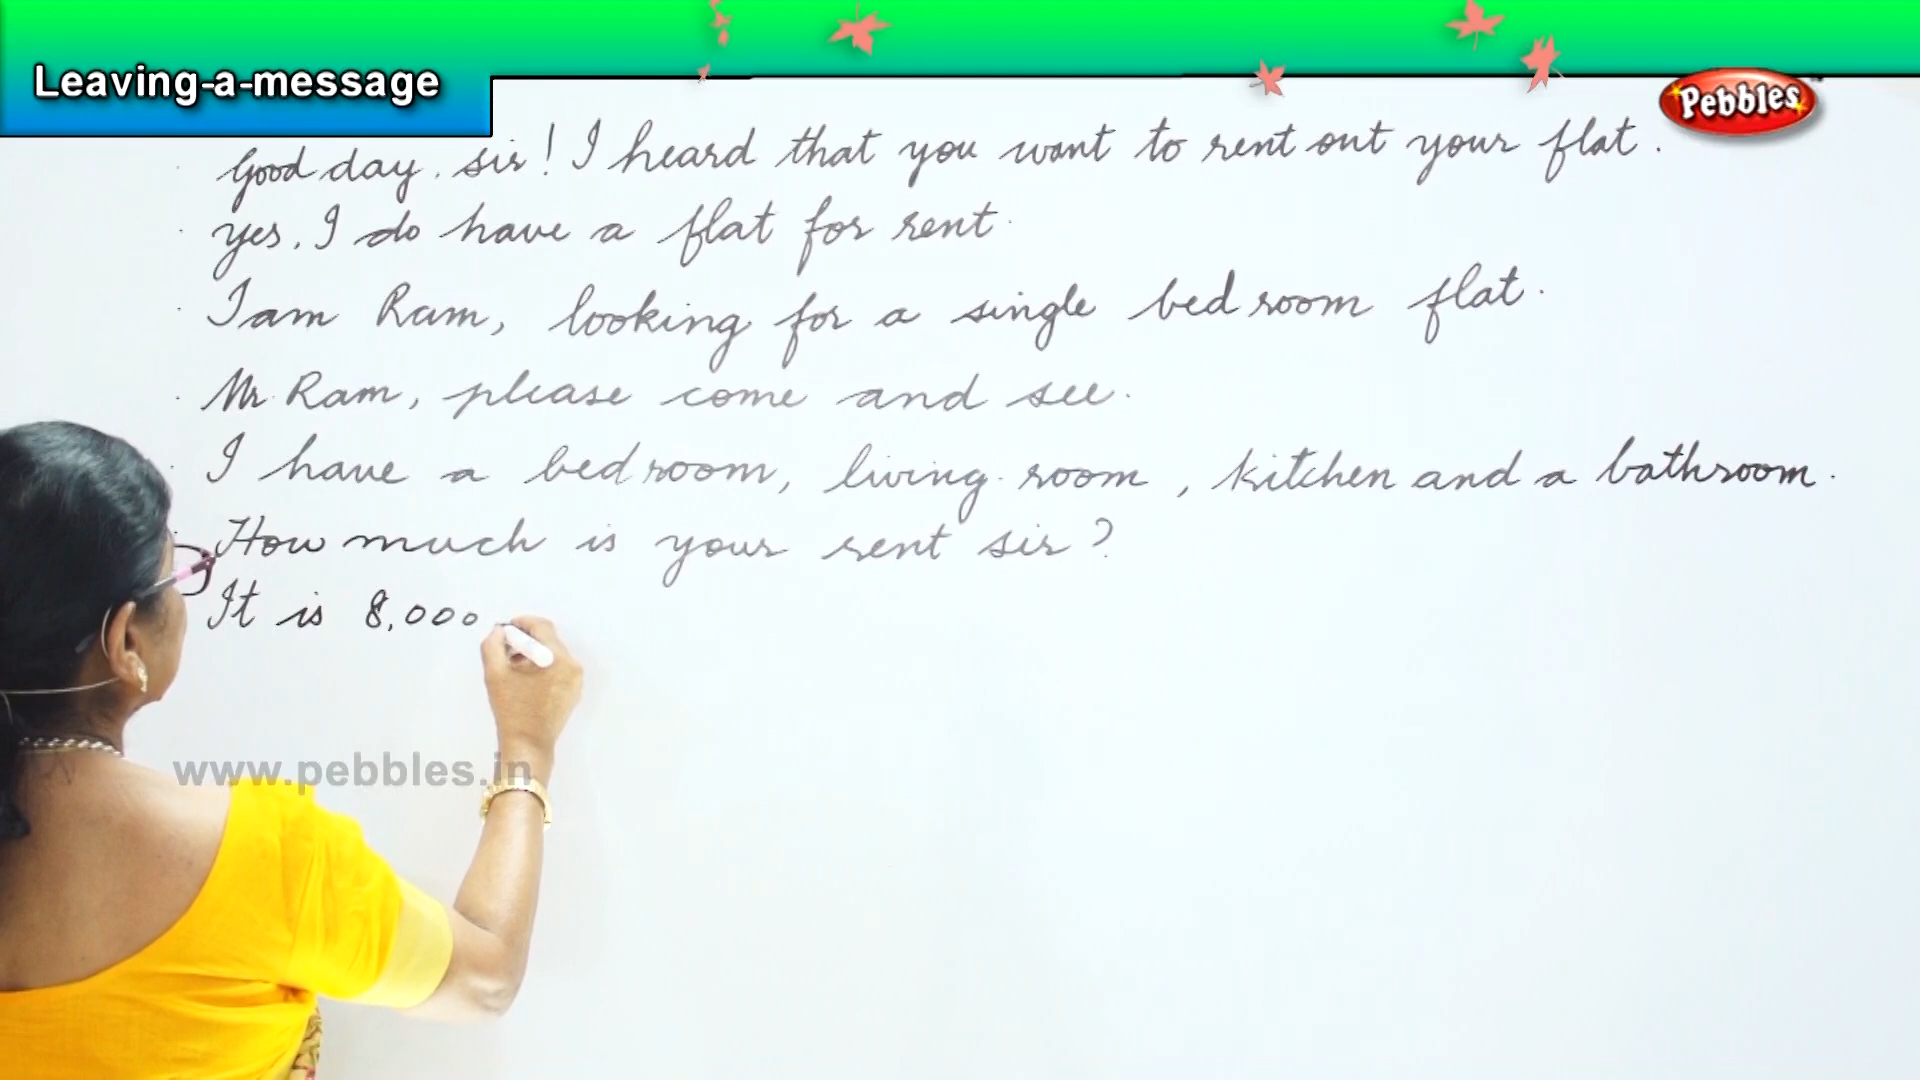 Leaving-a-message
Pebbles
Good day. sir! I heard that you want to rent out your flat.
yes. I do have a flat for rent.
I am Ram, looking for a single bed room flat.
Mr. Ram, please come and see.
I have a bedroom, living room, kitchen and a bathroom.
How much is your rent sir?
It is 8,000
www.pebbles.in